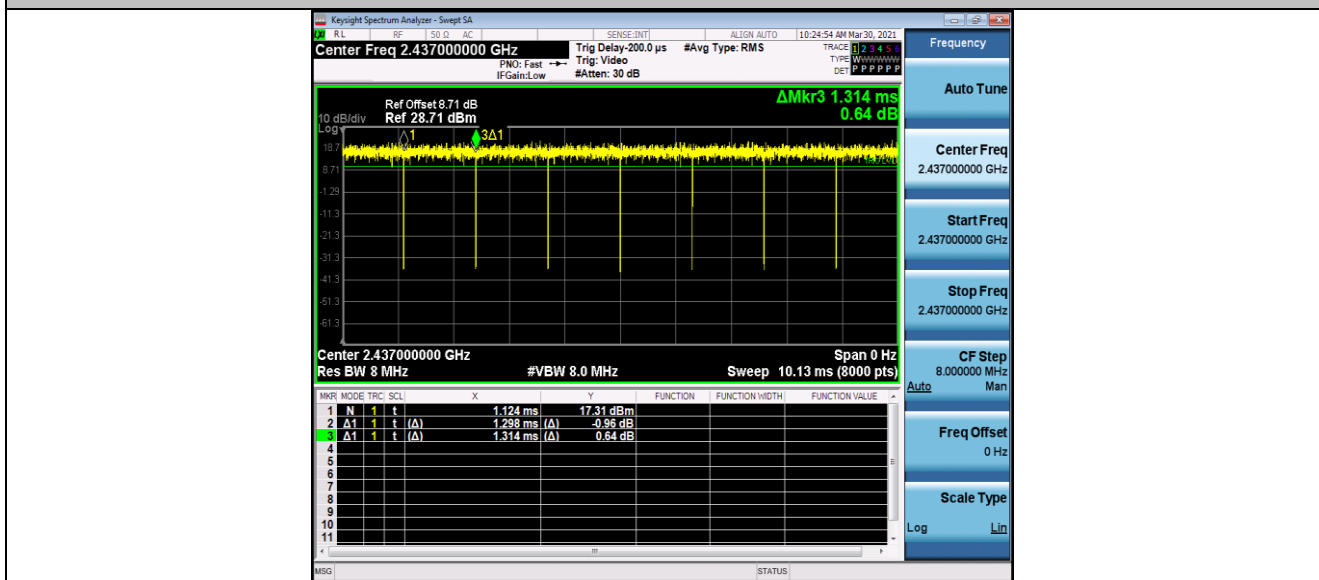 Keysight Spectrum Analyzer - Swept SA
RL RF 50 Ω AC SENSE:INT ALIGN AUTO 10:24:54 AM Mar 30, 2021
Center Freq 2.437000000 GHz Trig Delay-200.0 µs #Avg Type: RMS TRACE 1 2 3 4 5 6
PNO: Fast Trig: Video TYPE WWWWWW
IFGain:Low #Atten: 30 dB DET P P P P P P
Frequency
ΔMkr3 1.314 ms
0.64 dB
Ref Offset 8.71 dB
10 dB/div Ref 28.71 dBm
Log
1 3Δ1
18.7
8.71
-1.29
-11.3
-21.3
-31.3
-41.3
-51.3
-61.3
Center 2.437000000 GHz Span 0 Hz
Res BW 8 MHz #VBW 8.0 MHz Sweep 10.13 ms (8000 pts)
MKR MODE TRC SCL X Y FUNCTION FUNCTION WIDTH FUNCTION VALUE
1 N 1 t 1.124 ms 17.31 dBm
2 Δ1 1 t (Δ) 1.298 ms (Δ) -0.96 dB
3 Δ1 1 t (Δ) 1.314 ms (Δ) 0.64 dB
4
5
6
7
8
9
10
11
MSG STATUS
Auto Tune
Center Freq
2.437000000 GHz
Start Freq
2.437000000 GHz
Stop Freq
2.437000000 GHz
CF Step
8.000000 MHz
Auto Man
Freq Offset
0 Hz
Scale Type
Log Lin